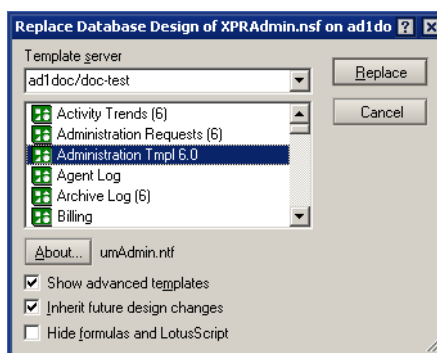 Replace Database Design of XPRAdmin.nsf on ad1do
Template server
ad1doc/doc-test
Replace
Cancel
Activity Trends (6)
Administration Requests (6)
Administration Tmpl 6.0
Agent Log
Archive Log (6)
Billing
About... umAdmin.ntf
Show advanced templates
Inherit future design changes
Hide formulas and LotusScript